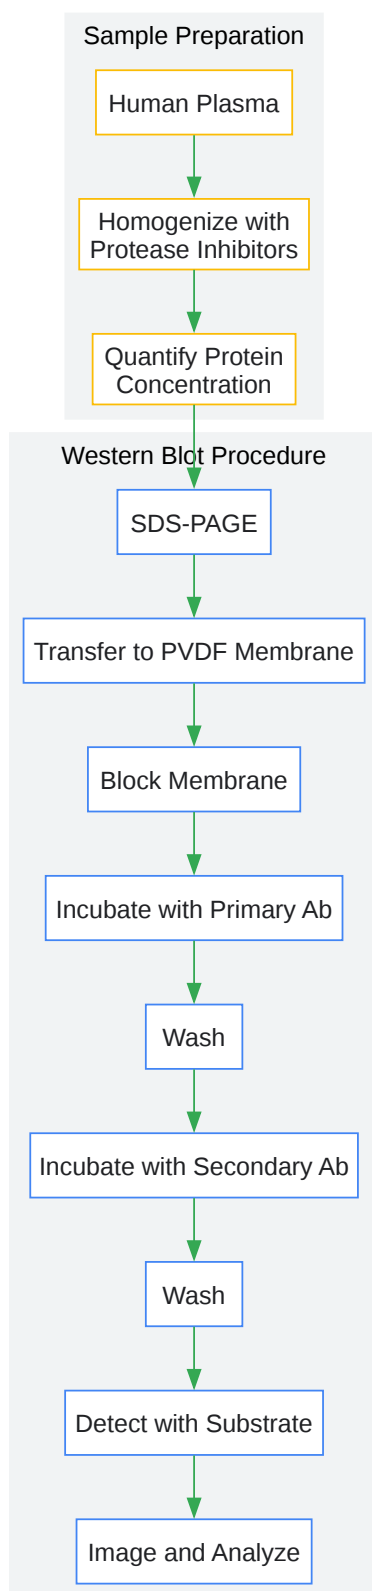 Sample Preparation
Human Plasma
Homogenize with
Protease Inhibitors
Quantify Protein
Concentration
Western Blot Procedure
SDS-PAGE
Transfer to PVDF Membrane
Block Membrane
Incubate with Primary Ab
Wash
Incubate with Secondary Ab
Wash
Detect with Substrate
Image and Analyze